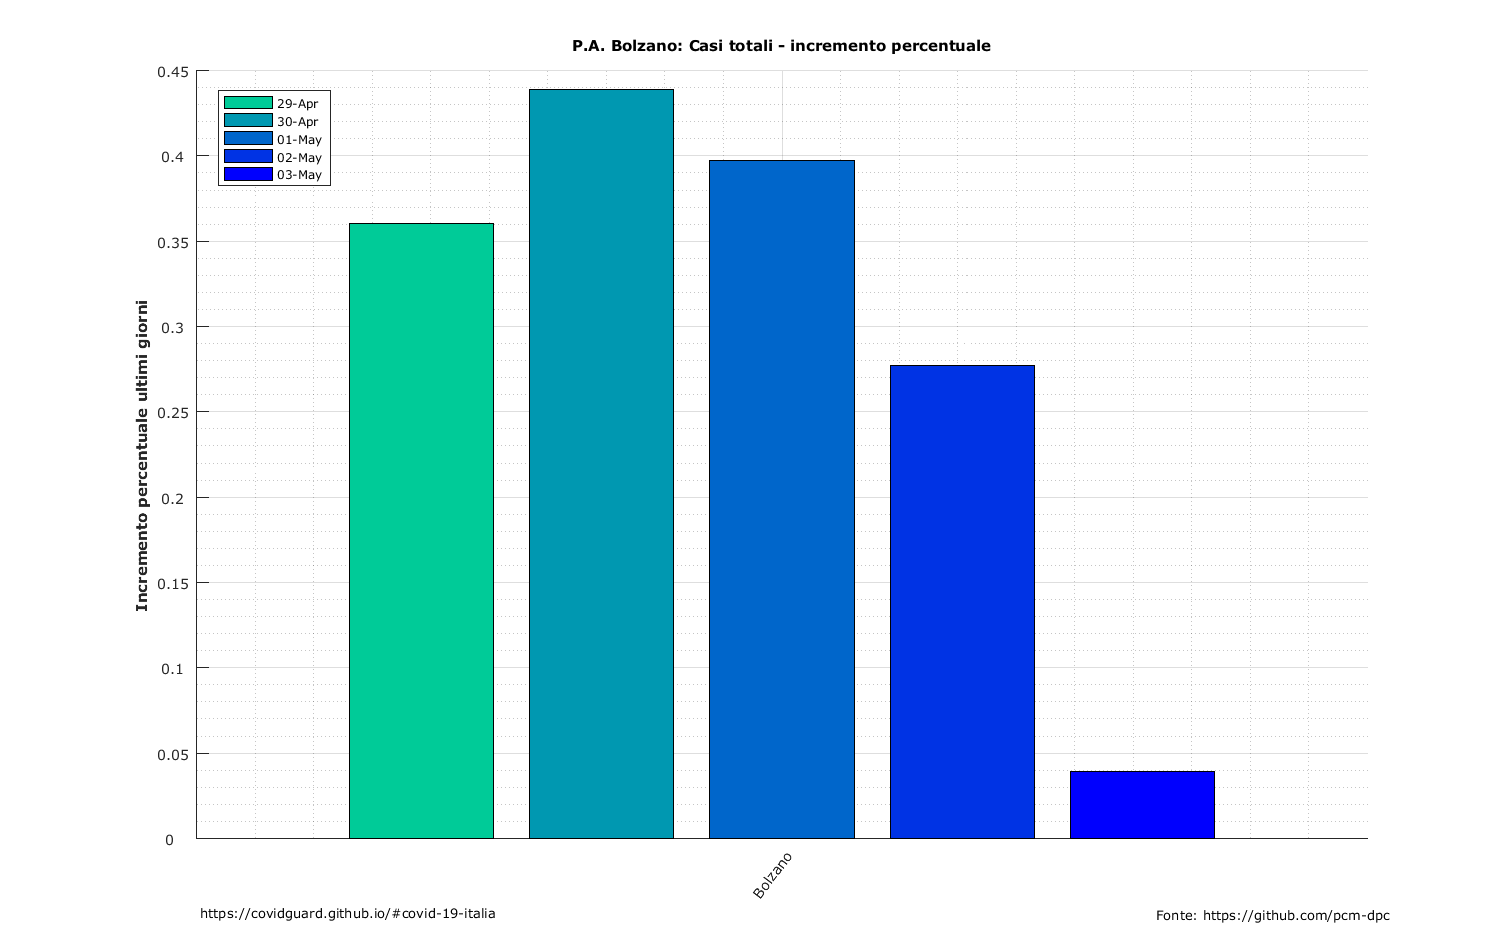 P.A. Bolzano: Casi totali - incremento percentuale
0.45
0.4
0.35
0.3
0.25
0.2
0.15
0.1
0.05
0
29-Apr
30-Apr
01-May
02-May
03-May
Incremento percentuale ultimi giorni
Bolzano
https://covidguard.github.io/#covid-19-italia
Fonte: https://github.com/pcm-dpc